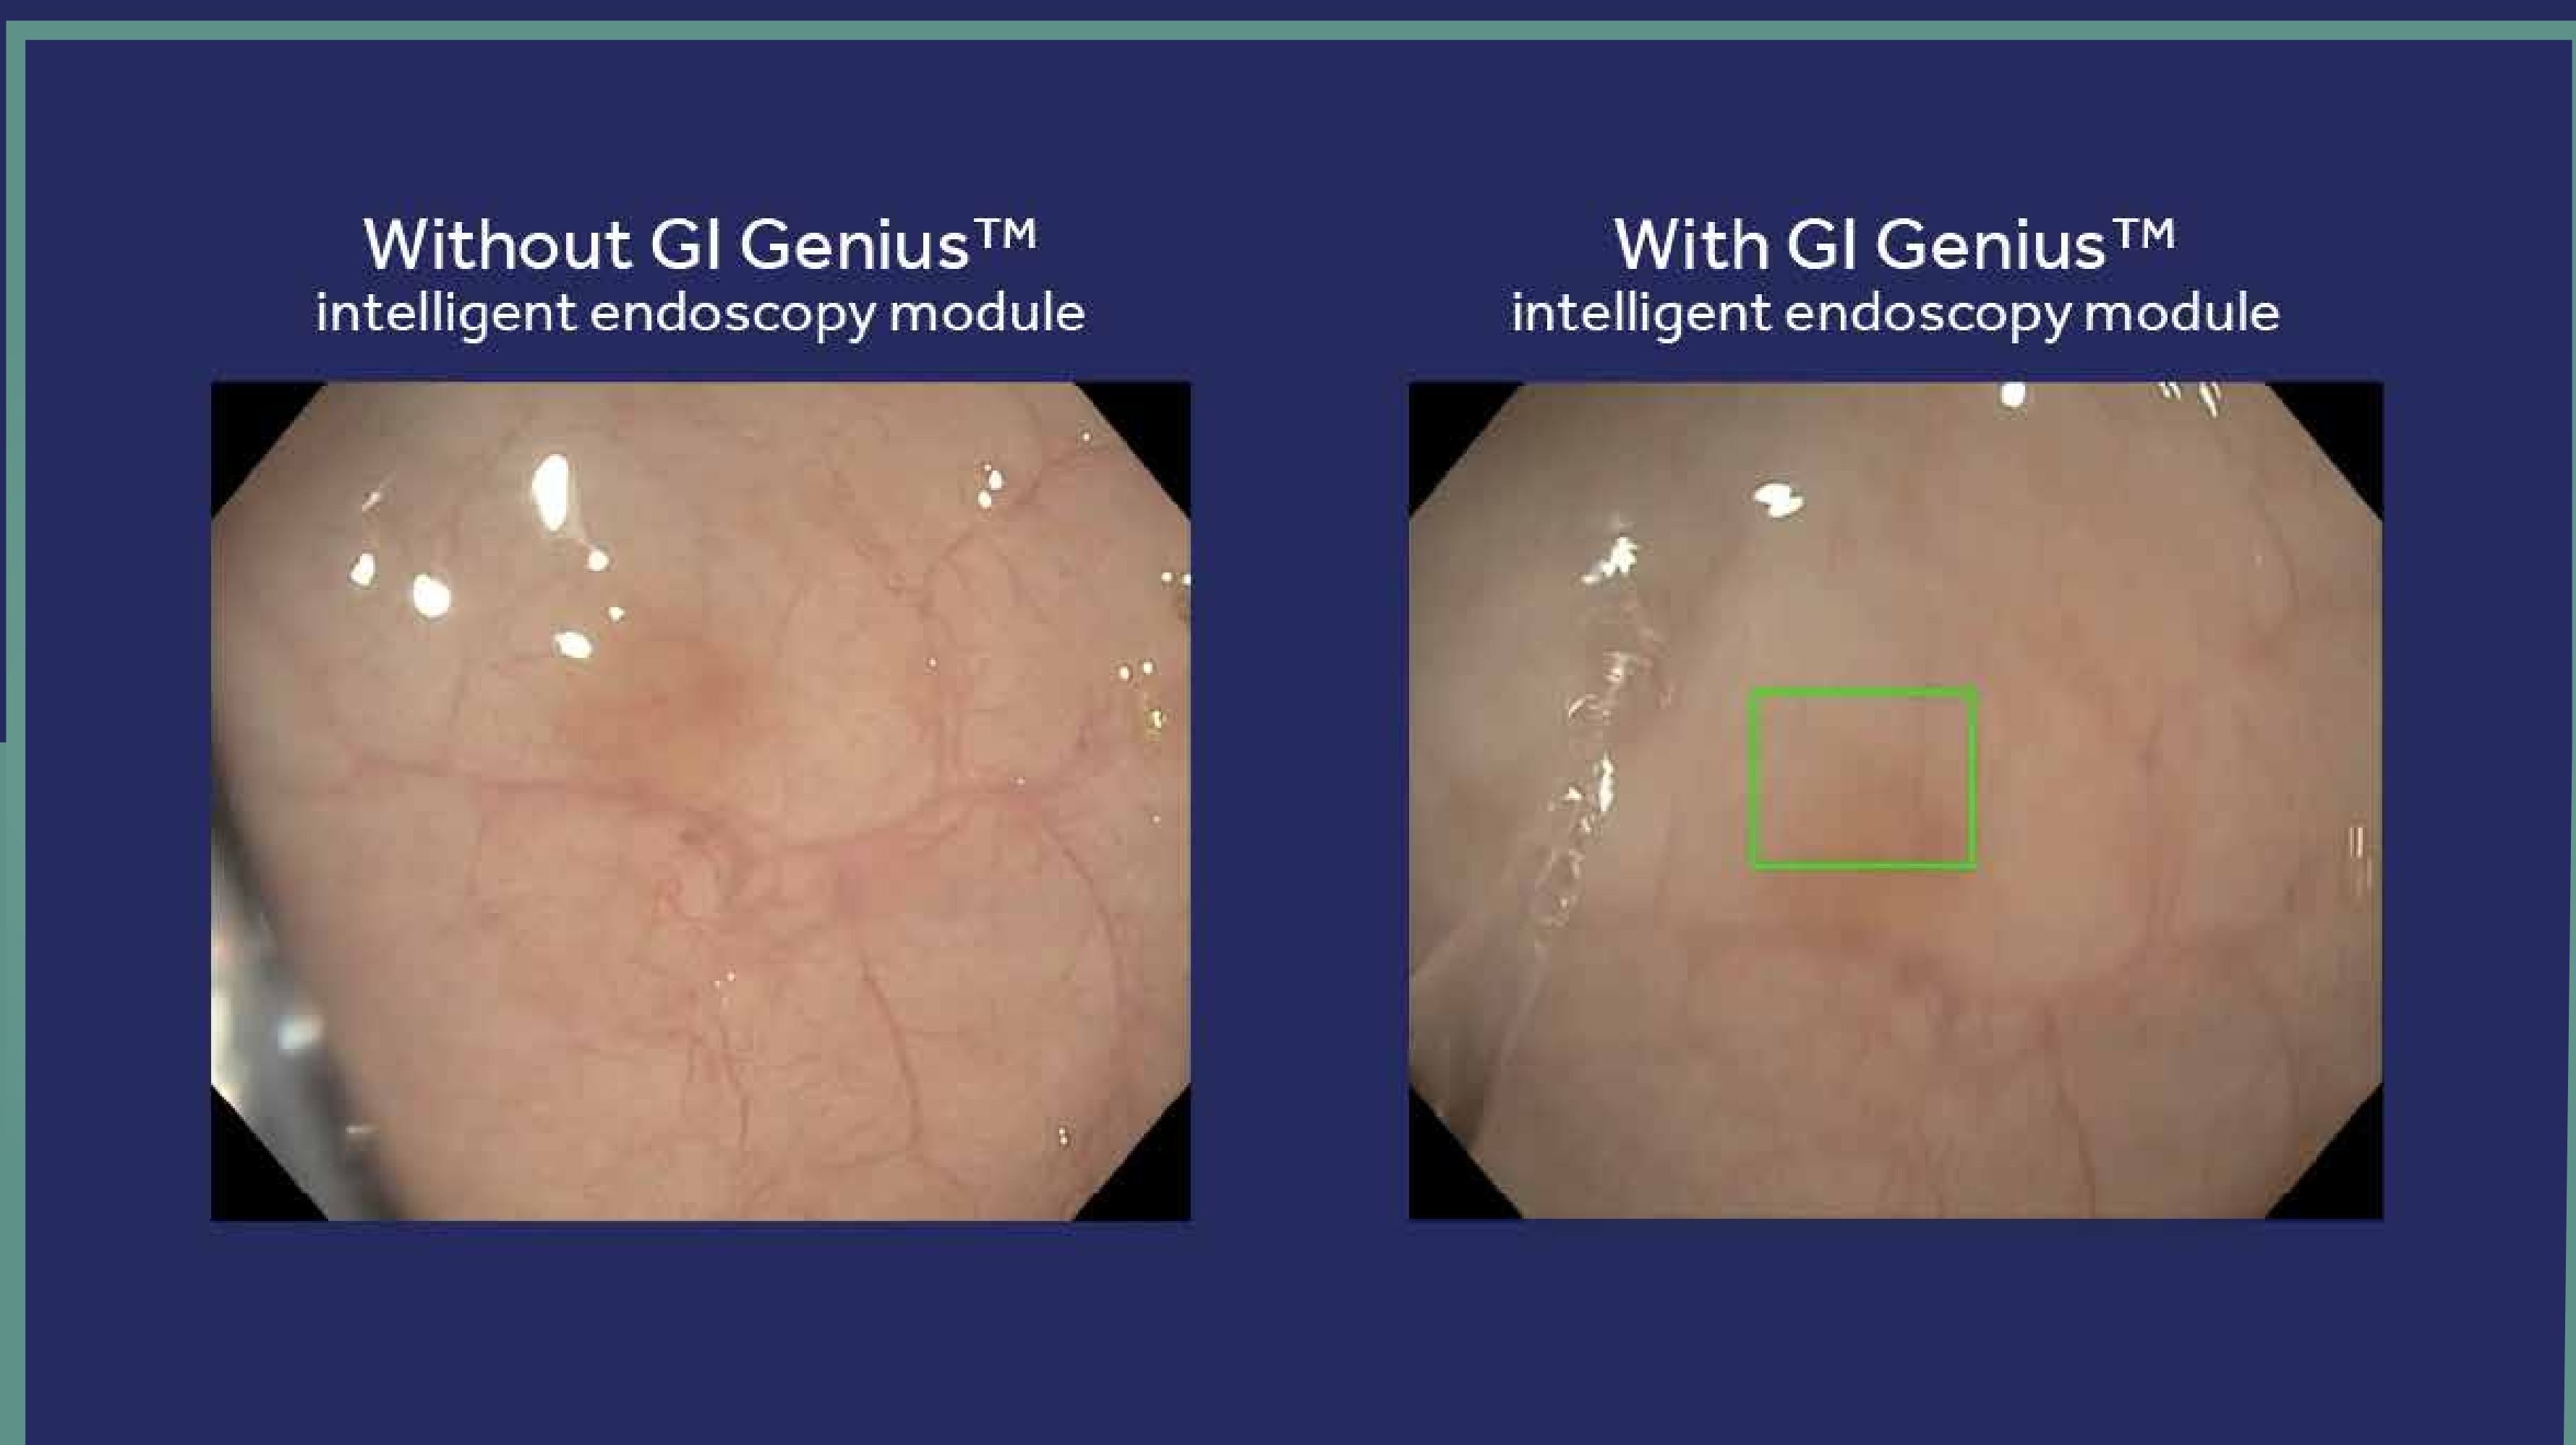 Without GI Genius™
intelligent endoscopy module
With GI Genius™
intelligent endoscopy module